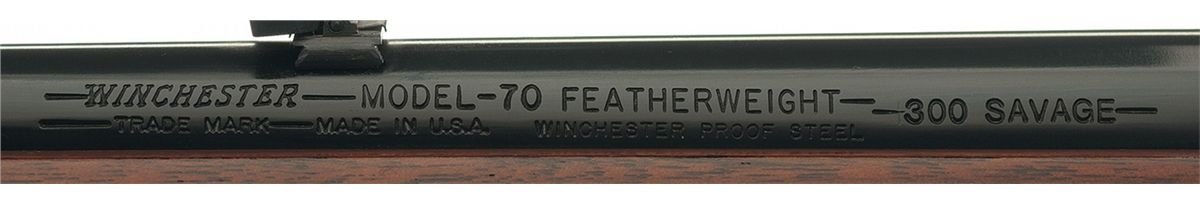 —WINCHESTER— MODEL-70 FEATHERWEIGHT— —300 SAVAGE—
—TRADE MARK— MADE IN U.S.A. WINCHESTER PROOF STEEL